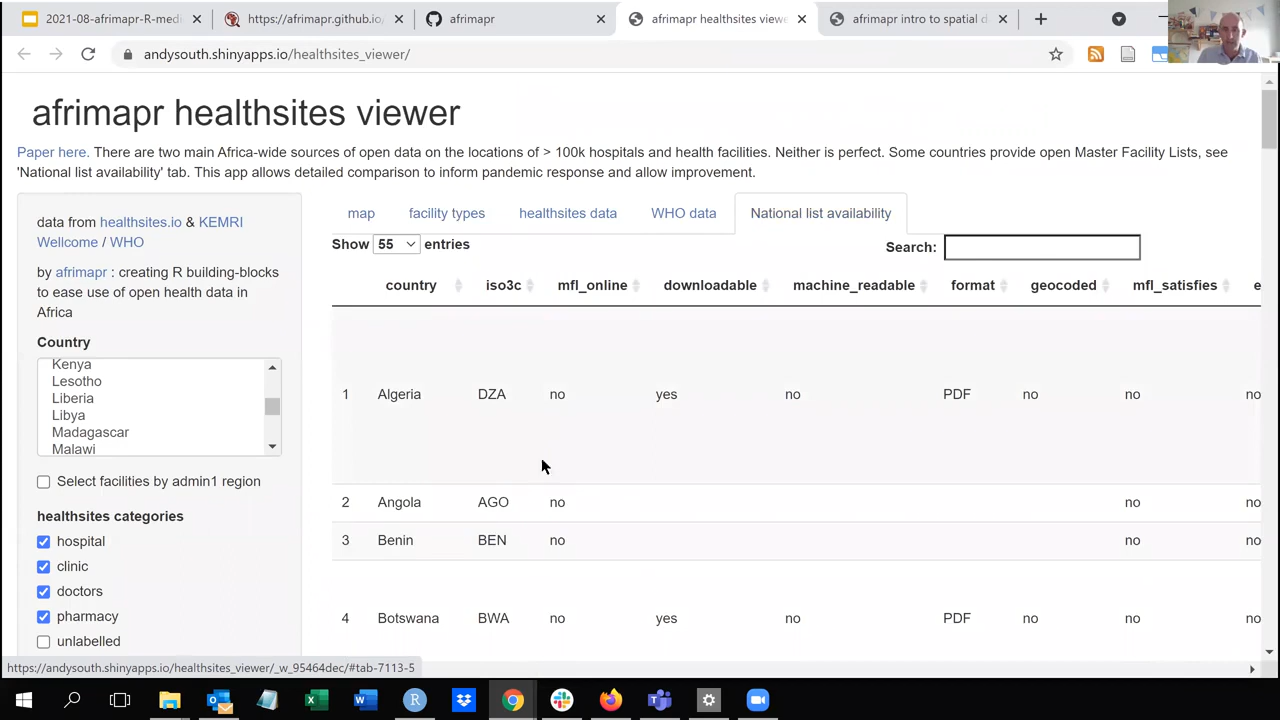 2021-08-afrimapr-R-medi
https://afrimapr.github.io/
afrimapr
afrimapr healthsites viewe
afrimapr intro to spatial d
andysouth.shinyapps.io/healthsites_viewer/
afrimapr healthsites viewer
Paper here. There are two main Africa-wide sources of open data on the locations of > 100k hospitals and health facilities. Neither is perfect. Some countries provide open Master Facility Lists, see
'National list availability' tab. This app allows detailed comparison to inform pandemic response and allow improvement.
data from healthsites.io & KEMRI
Wellcome / WHO
by afrimapr : creating R building-blocks
to ease use of open health data in
Africa
Country
Kenya
Lesotho
Liberia
Libya
Madagascar
Malawi
Select facilities by admin1 region
healthsites categories
hospital
clinic
doctors
pharmacy
unlabelled
map facility types healthsites data WHO data National list availability
Show 55 entries
Search:
country iso3c mfl_online downloadable machine_readable format geocoded mfl_satisfies e
1 Algeria DZA no yes no PDF no no no
2 Angola AGO no no no
3 Benin BEN no no no
4 Botswana BWA no yes no PDF no no no
https://andysouth.shinyapps.io/healthsites_viewer/_w_95464dec/#tab-7113-5